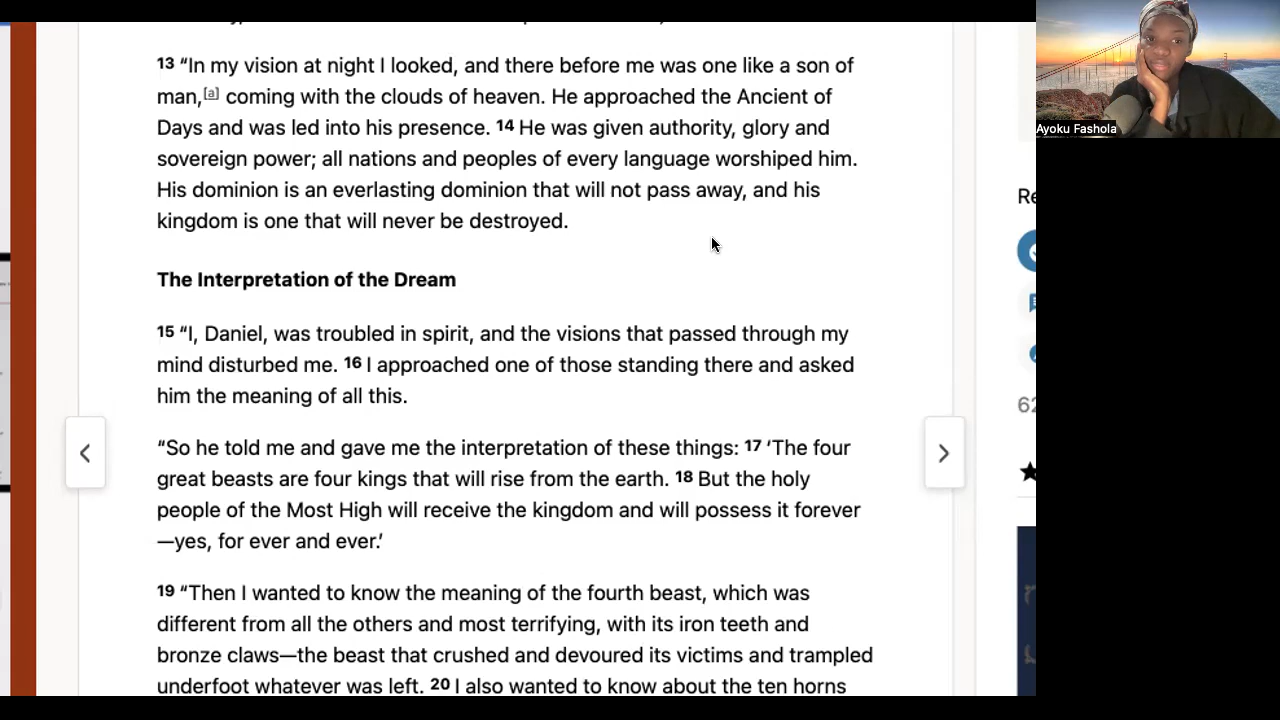 13 “In my vision at night I looked, and there before me was one like a son of
man,[a] coming with the clouds of heaven. He approached the Ancient of
Days and was led into his presence. 14 He was given authority, glory and
sovereign power; all nations and peoples of every language worshiped him.
His dominion is an everlasting dominion that will not pass away, and his
kingdom is one that will never be destroyed.
The Interpretation of the Dream
15 “I, Daniel, was troubled in spirit, and the visions that passed through my
mind disturbed me. 16 I approached one of those standing there and asked
him the meaning of all this.
“So he told me and gave me the interpretation of these things: 17 ‘The four
great beasts are four kings that will rise from the earth. 18 But the holy
people of the Most High will receive the kingdom and will possess it forever
—yes, for ever and ever.’
19 “Then I wanted to know the meaning of the fourth beast, which was
different from all the others and most terrifying, with its iron teeth and
bronze claws—the beast that crushed and devoured its victims and trampled
underfoot whatever was left. 20 I also wanted to know about the ten horns
Re
62
Ayoku Fashola